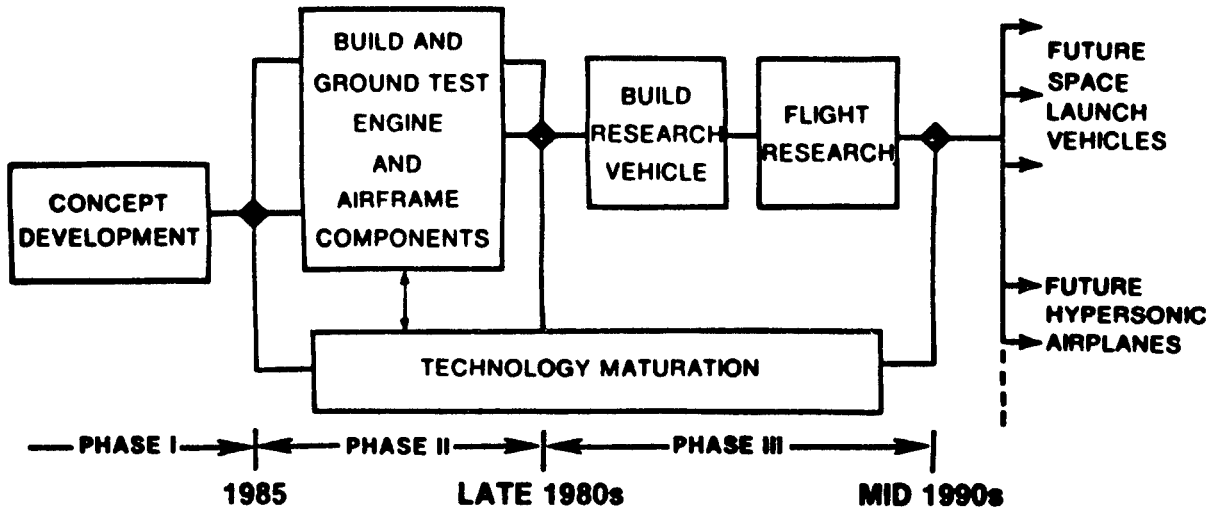 CONCEPT
DEVELOPMENT
BUILD AND
GROUND TEST
ENGINE
AND
AIRFRAME
COMPONENTS
BUILD
RESEARCH
VEHICLE
FLIGHT
RESEARCH
FUTURE
SPACE
LAUNCH
VEHICLES
FUTURE
HYPERSONIC
AIRPLANES
TECHNOLOGY MATURATION
PHASE I
PHASE II
PHASE III
1985
LATE 1980s
MID 1990s